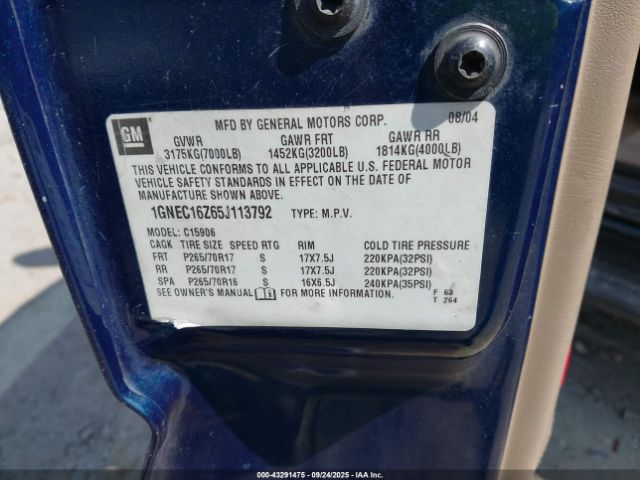 GM
MFD BY GENERAL MOTORS CORP. 08/04
GVWR GAWR FRT GAWR RR
3175KG(7000LB) 1452KG(3200LB) 1814KG(4000LB)
THIS VEHICLE CONFORMS TO ALL APPLICABLE U.S. FEDERAL MOTOR
VEHICLE SAFETY STANDARDS IN EFFECT ON THE DATE OF
MANUFACTURE SHOWN ABOVE.
1GNEC16Z65J113792 TYPE: M.P.V.
MODEL: C15906
CAGK TIRE SIZE SPEED RTG RIM COLD TIRE PRESSURE
FRT P265/70R17 S 17X7.5J 220KPA(32PSI)
RR P265/70R17 S 17X7.5J 220KPA(32PSI)
SPA P265/70R16 S 16X6.5J 240KPA(35PSI)
SEE OWNER'S MANUAL FOR MORE INFORMATION.
F 63
T 264
© 000-43291475 - 09/24/2025 - IAAI.COM